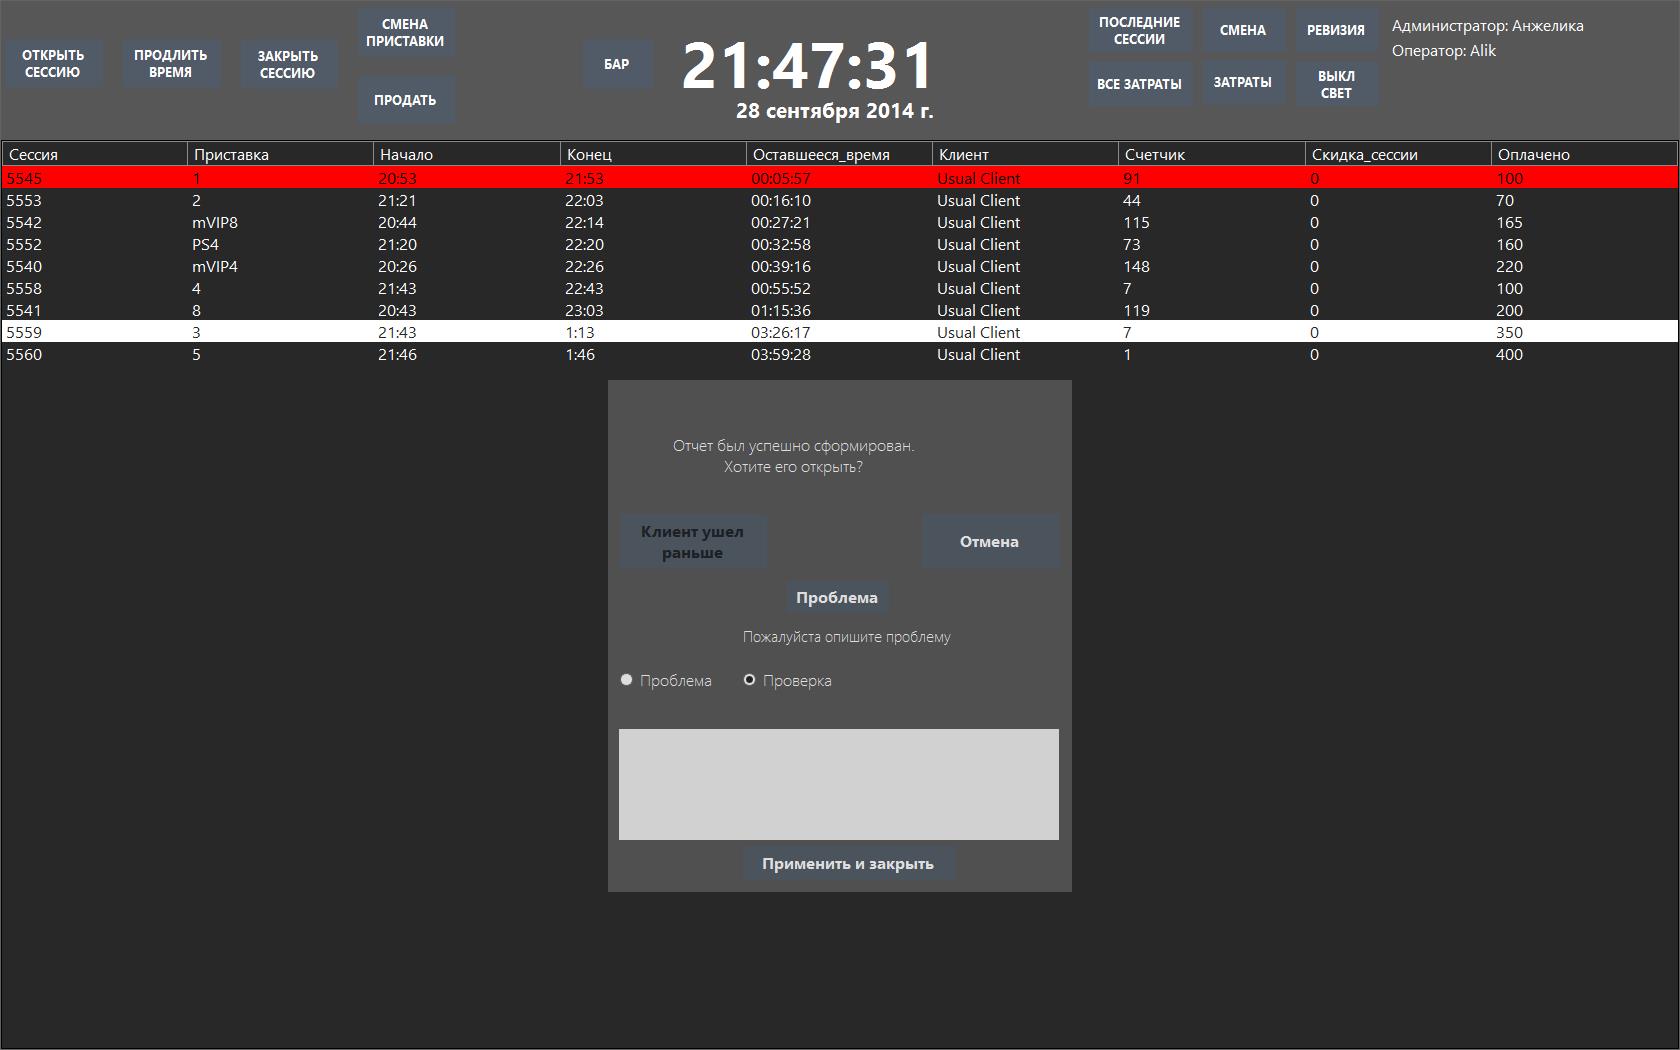 ОТКРЫТЬ
СЕССИЮ
ПРОДЛИТЬ
ВРЕМЯ
ЗАКРЫТЬ
СЕССИЮ
СМЕНА
ПРИСТАВКИ
ПРОДАТЬ
БАР
21:47:31
28 сентября 2014 г.
ПОСЛЕДНИЕ
СЕССИИ
СМЕНА
РЕВИЗИЯ
ВСЕ ЗАТРАТЫ
ЗАТРАТЫ
ВЫКЛ
СВЕТ
Администратор: Анжелика
Оператор: Alik
Сессия Приставка Начало Конец Оставшееся_время Клиент Счетчик Скидка_сессии Оплачено
5545 1 20:53 21:53 00:05:57 Usual Client 91 0 100
5553 2 21:21 22:03 00:16:10 Usual Client 44 0 70
5542 mVIP8 20:44 22:14 00:27:21 Usual Client 115 0 165
5552 PS4 21:20 22:20 00:32:58 Usual Client 73 0 160
5540 mVIP4 20:26 22:26 00:39:16 Usual Client 148 0 220
5558 4 21:43 22:43 00:55:52 Usual Client 7 0 100
5541 8 20:43 23:03 01:15:36 Usual Client 119 0 200
5559 3 21:43 1:13 03:26:17 Usual Client 7 0 350
5560 5 21:46 1:46 03:59:28 Usual Client 1 0 400
Отчет был успешно сформирован.
Хотите его открыть?
Клиент ушел
раньше
Отмена
Проблема
Пожалуйста опишите проблему
Проблема Проверка
Применить и закрыть